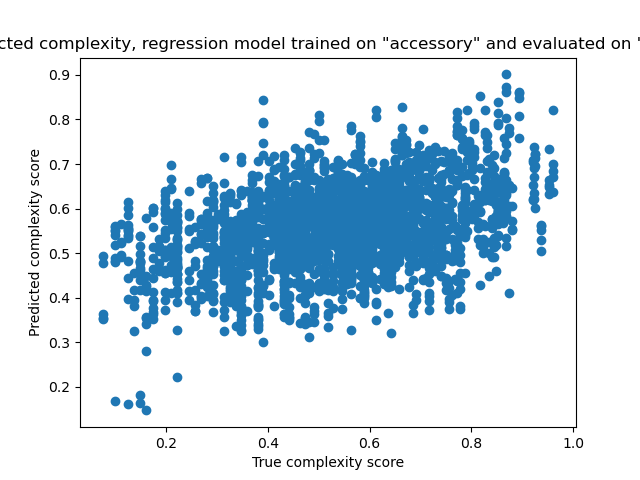 cted complexity, regression model trained on "accessory" and evaluated on "
Predicted complexity score
0.9
0.8
0.7
0.6
0.5
0.4
0.3
0.2
0.2 0.4 0.6 0.8 1.0
True complexity score